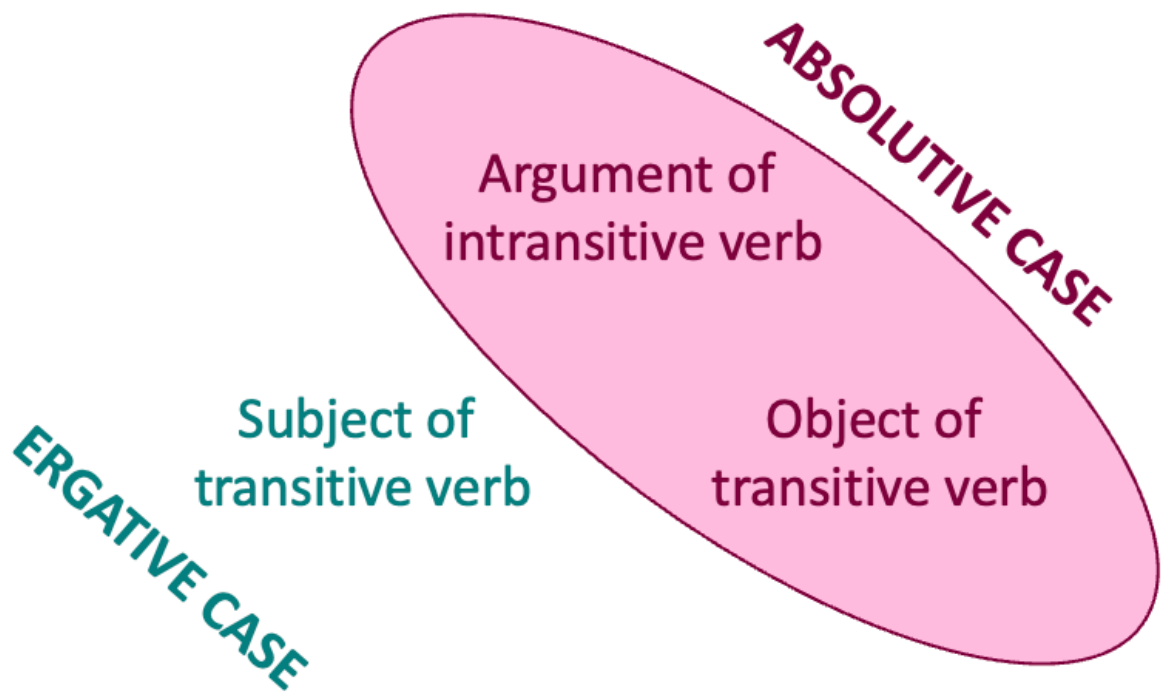 ABSOLUTIVE CASE
Argument of
intransitive verb
Subject of
transitive verb
Object of
transitive verb
ERGATIVE CASE